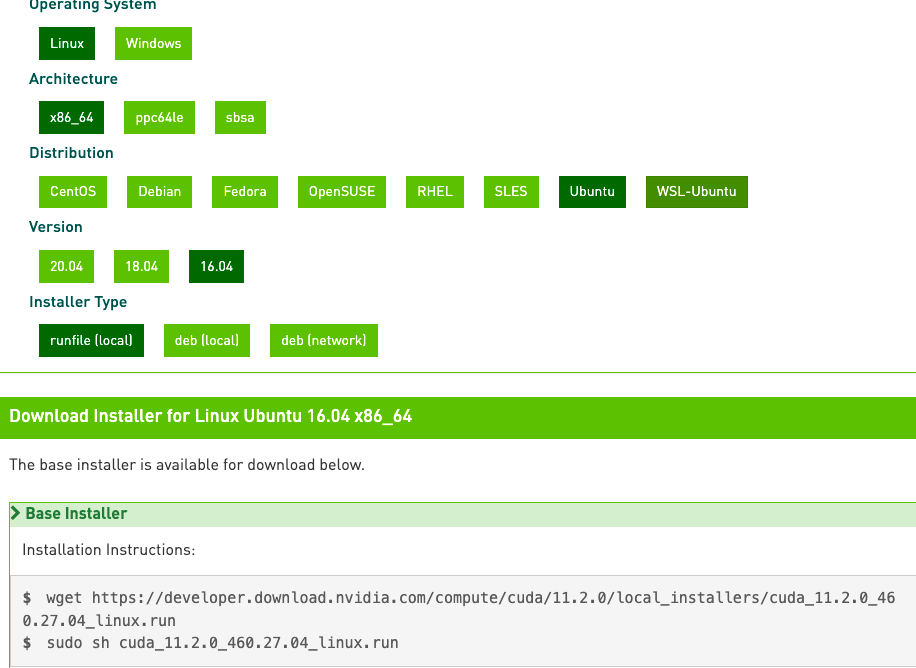 Operating System
Linux Windows
Architecture
x86_64 ppc64le sbsa
Distribution
CentOS Debian Fedora OpenSUSE RHEL SLES Ubuntu WSL-Ubuntu
Version
20.04 18.04 16.04
Installer Type
runfile (local) deb (local) deb (network)
Download Installer for Linux Ubuntu 16.04 x86_64
The base installer is available for download below.
Base Installer
Installation Instructions:
$ wget https://developer.download.nvidia.com/compute/cuda/11.2.0/local_installers/cuda_11.2.0_46
0.27.04_linux.run
$ sudo sh cuda_11.2.0_460.27.04_linux.run